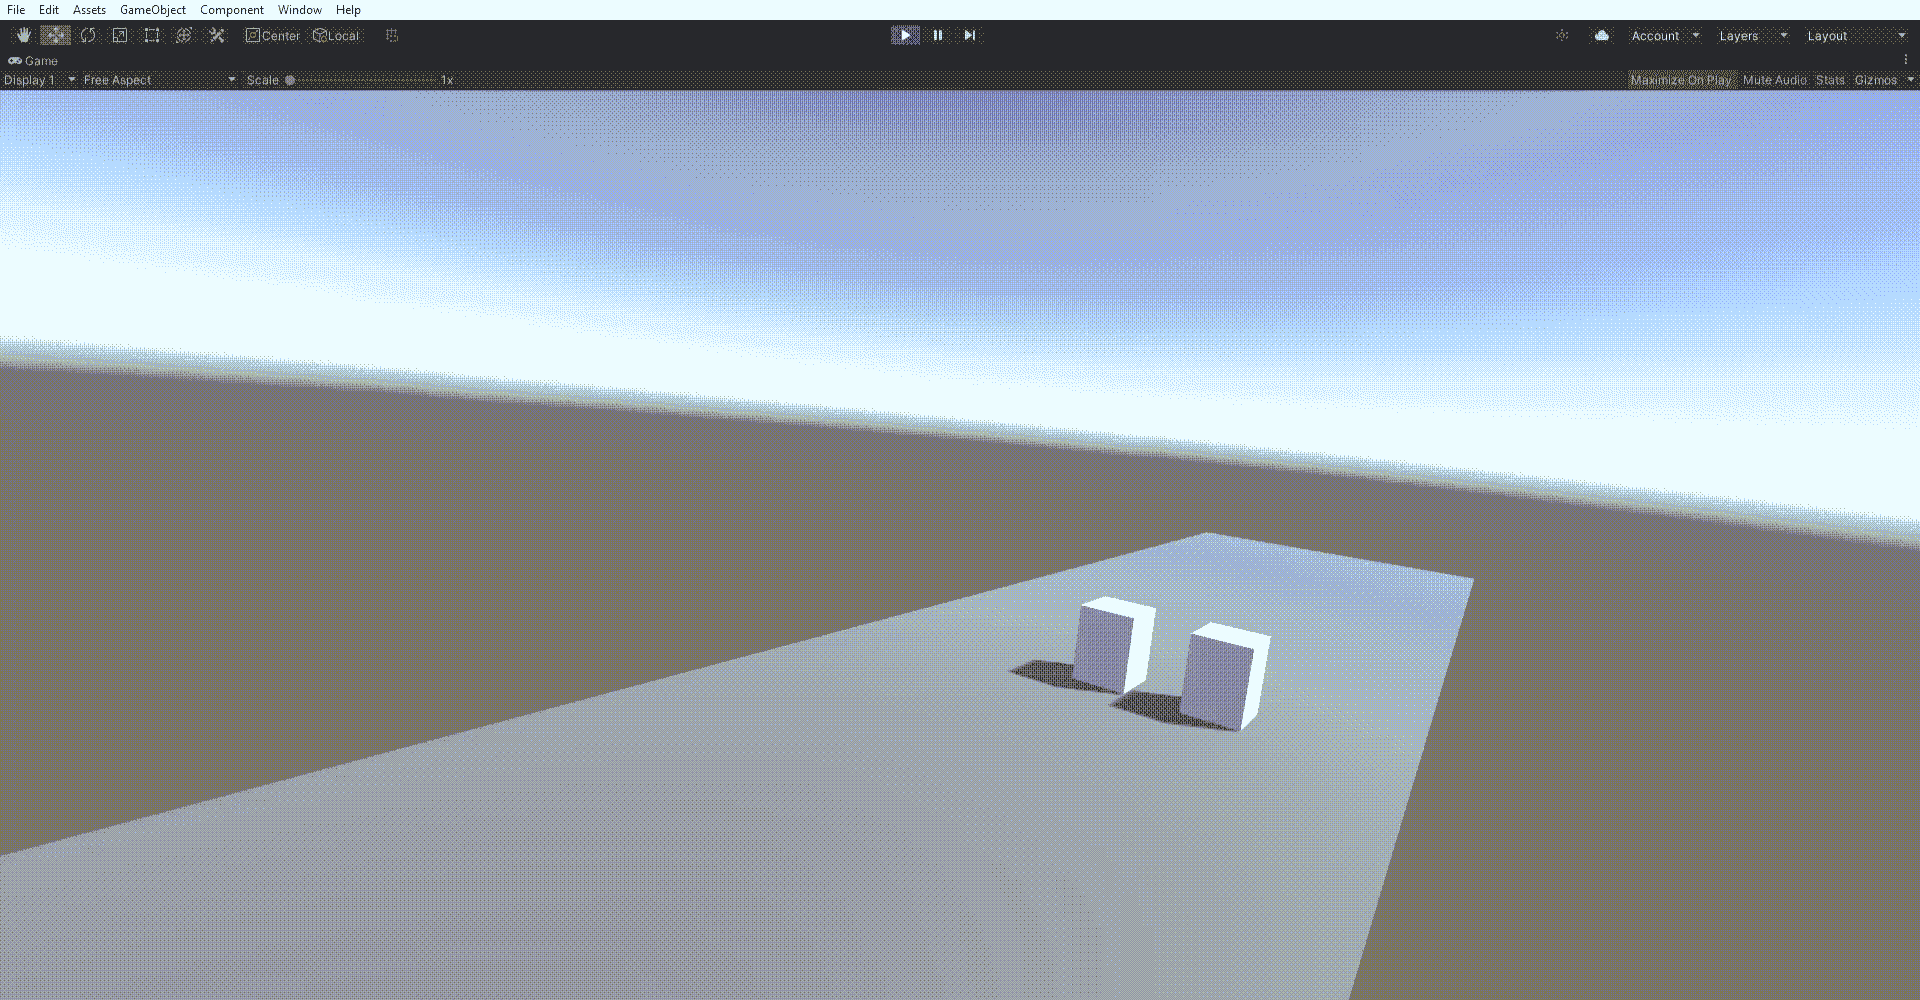 File Edit Assets GameObject Component Window Help
Center Local Account Layers Layout
Game
Display 1 Free Aspect Scale 1x Maximize On Play Mute Audio Stats Gizmos